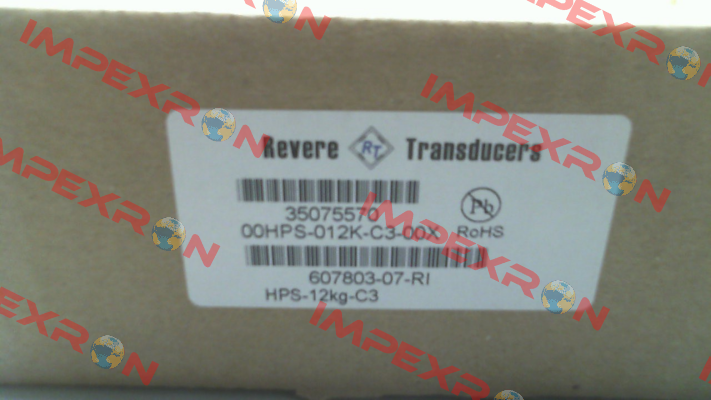 Revere RT Transducers
35075570
00HPS-012K-C3-00X
Pb
RoHS
607803-07-RI
HPS-12kg-C3
IMPEXRON
IMPEXRON
IMPEXRON
IMPEXRON
IMPEXRON
IMPEXRON